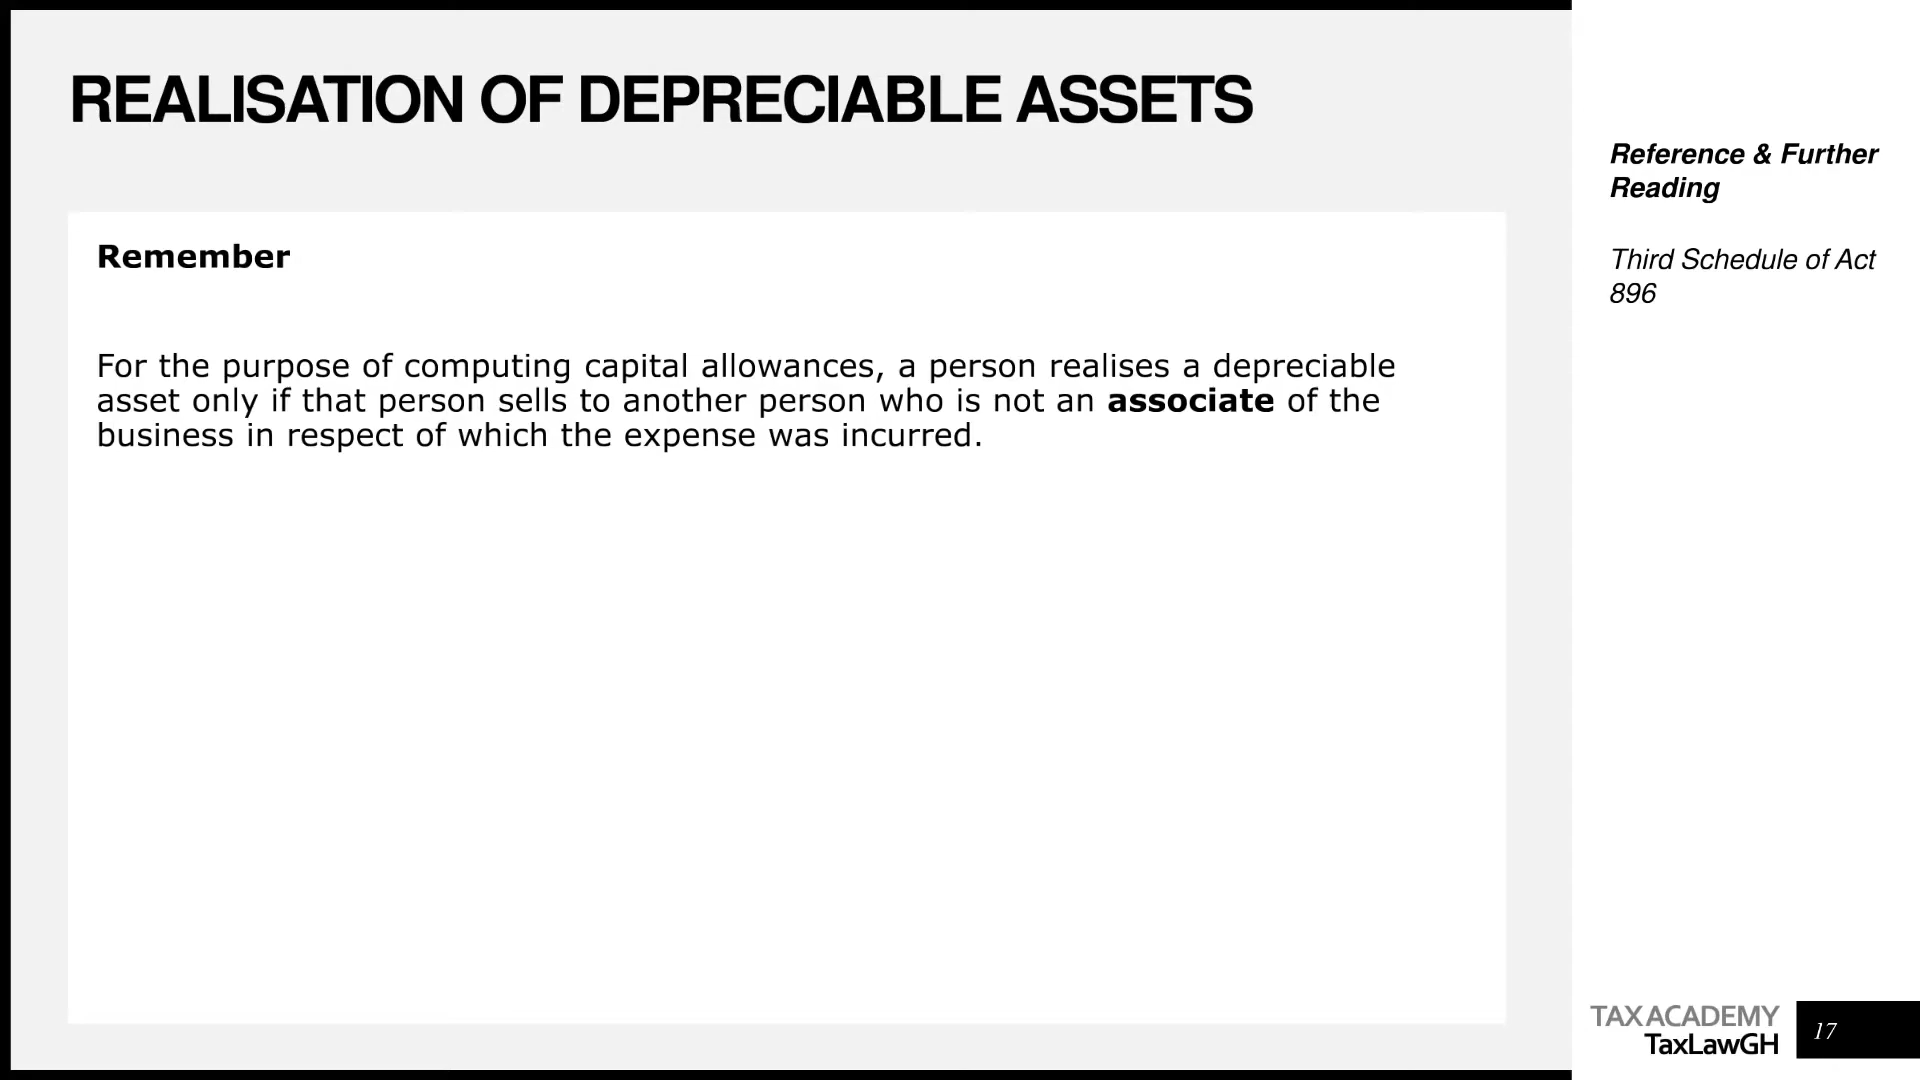 REALISATION OF DEPRECIABLE ASSETS
Remember
For the purpose of computing capital allowances, a person realises a depreciable
asset only if that person sells to another person who is not an associate of the
business in respect of which the expense was incurred.
Reference & Further
Reading
Third Schedule of Act
896
TAX ACADEMY
TaxLawGH
17